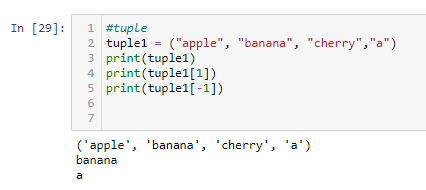 In [29]:
1 #tuple
2 tuple1 = ("apple", "banana", "cherry","a")
3 print(tuple1)
4 print(tuple1[1])
5 print(tuple1[-1])
6
7
('apple', 'banana', 'cherry', 'a')
banana
a